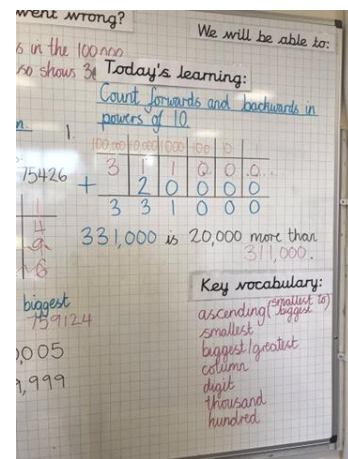 went wrong?
We will be able to:
in the 100,000
so shows
Today's learning:
Count forwards and backwards in
powers of 10.
1.
100,000 10,000 1000 100 10 1
3 1 1 0 0 0
75426
+ 2 0 0 0 0
3 3 1 0 0 0
1
4
9
6
331,000 is 20,000 more than
311,000.
Key vocabulary:
biggest
759124
ascending (smallest to
biggest)
smallest
biggest/greatest
column
digit
thousand
hundred
,005
,999